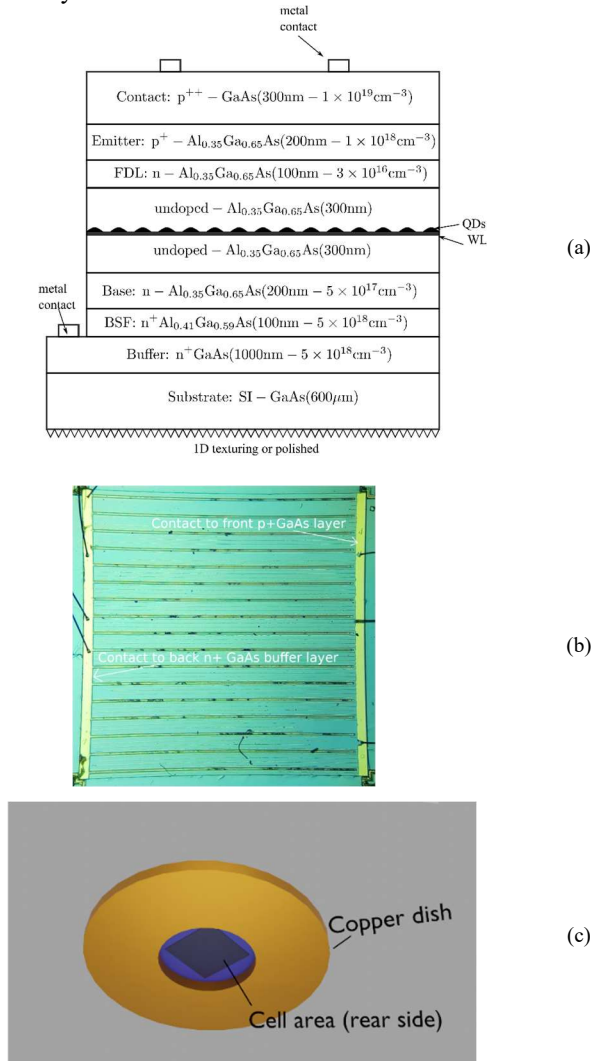 metal
contact
Contact: p++ − GaAs(300nm − 1 × 10^19cm^−3)
Emitter: p+ − Al0.35Ga0.65As(200nm − 1 × 10^18cm^−3)
FDL: n − Al0.35Ga0.65As(100nm − 3 × 10^16cm^−3)
undoped − Al0.35Ga0.65As(300nm)
QDs
WL
(a)
undoped − Al0.35Ga0.65As(300nm)
metal
contact
Base: n − Al0.35Ga0.65As(200nm − 5 × 10^17cm^−3)
BSF: n+Al0.41Ga0.59As(100nm − 5 × 10^18cm^−3)
Buffer: n+GaAs(1000nm − 5 × 10^18cm^−3)
Substrate: SI − GaAs(600μm)
1D texturing or polished
Contact to front p+GaAs layer
(b)
Contact to back n+ GaAs buffer layer
Copper dish
(c)
Cell area (rear side)